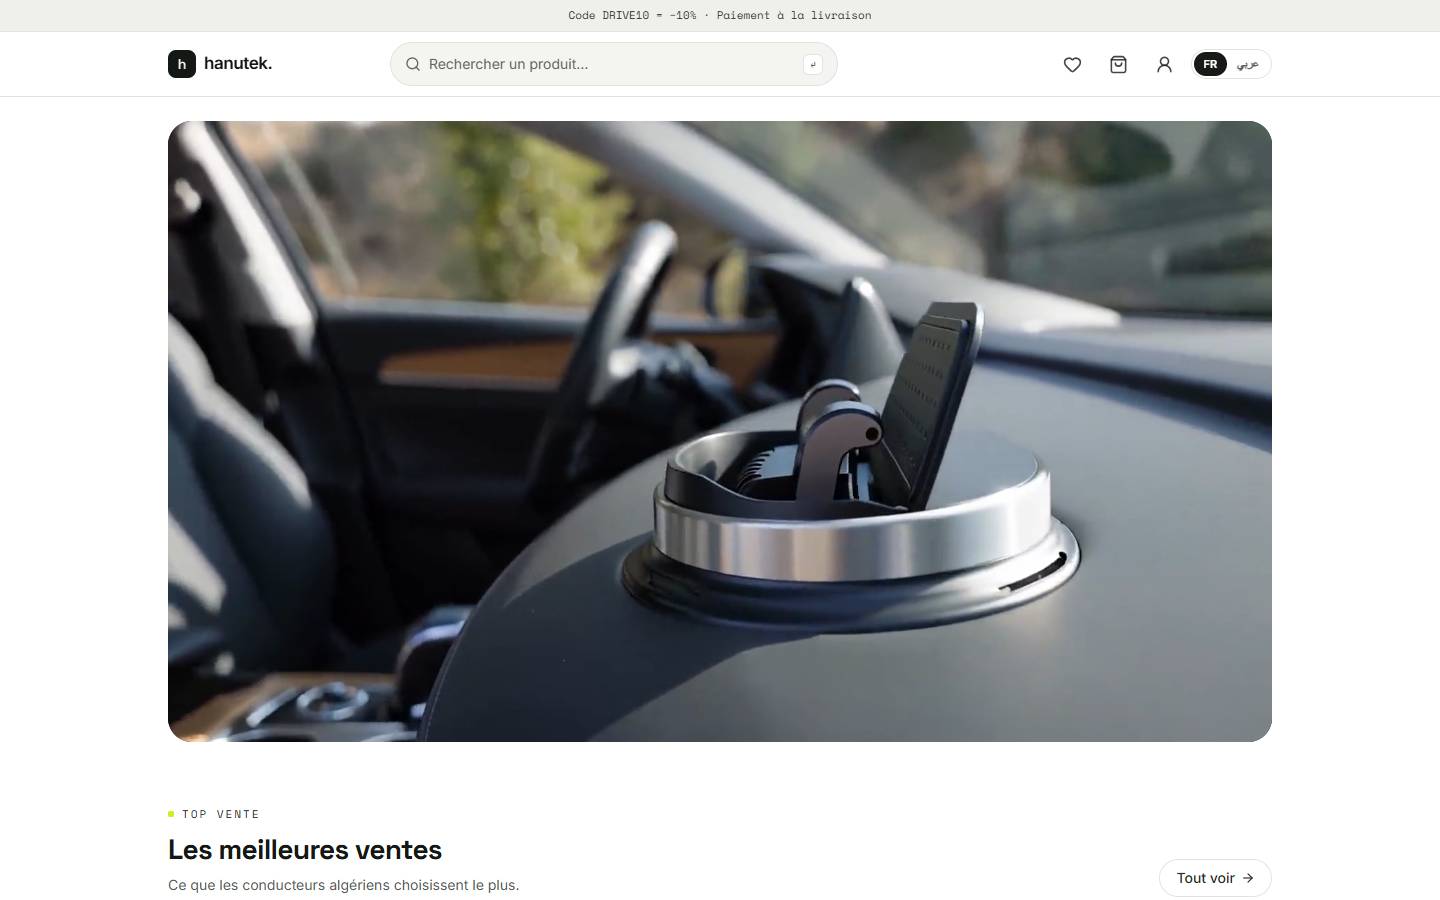 Code DRIVE10 = −10% · Paiement à la livraison
h hanutek.
Rechercher un produit...
FR
عربي
TOP VENTE
Les meilleures ventes
Ce que les conducteurs algériens choisissent le plus.
Tout voir →